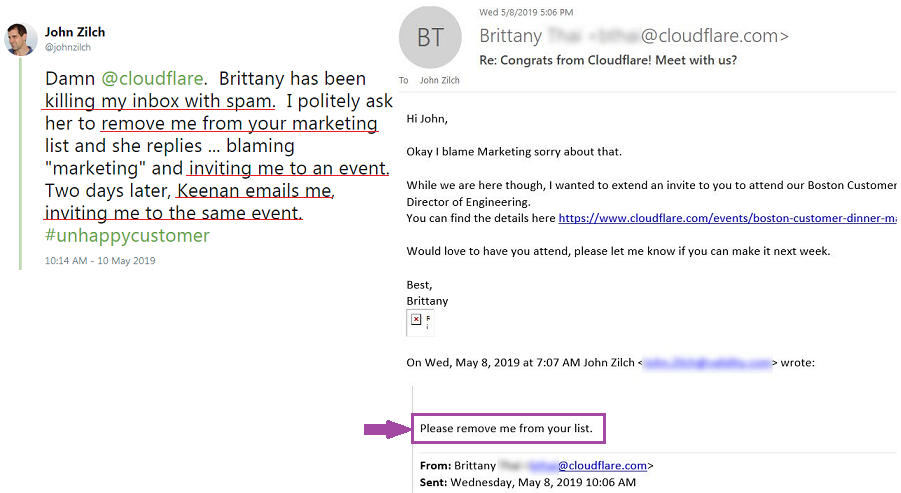 John Zilch
@johnzilch
Damn @cloudflare. Brittany has been
killing my inbox with spam. I politely ask
her to remove me from your marketing
list and she replies ... blaming
"marketing" and inviting me to an event.
Two days later, Keenan emails me,
inviting me to the same event.
#unhappycustomer
10:14 AM - 10 May 2019
BT
Wed 5/8/2019 5:06 PM
Brittany @cloudflare.com>
Re: Congrats from Cloudflare! Meet with us?
To John Zilch
Hi John,
Okay I blame Marketing sorry about that.
While we are here though, I wanted to extend an invite to you to attend our Boston Customer
Director of Engineering.
You can find the details here https://www.cloudflare.com/events/boston-customer-dinner-ma
Would love to have you attend, please let me know if you can make it next week.
Best,
Brittany
R
i
On Wed, May 8, 2019 at 7:07 AM John Zilch < > wrote:
Please remove me from your list.
From: Brittany @cloudflare.com>
Sent: Wednesday, May 8, 2019 10:06 AM